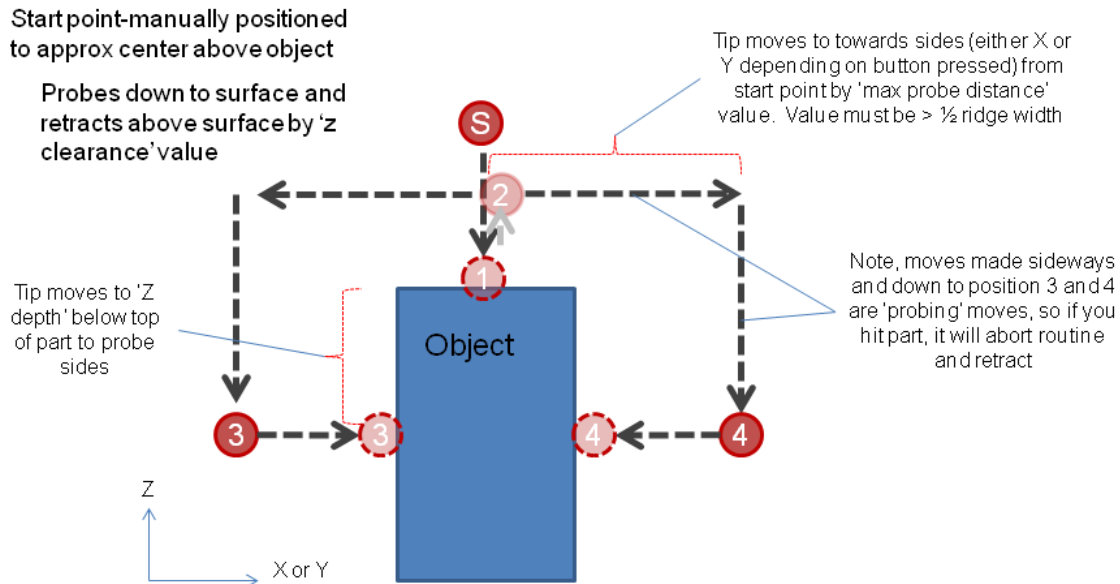 Start point-manually positioned
to approx center above object
Probes down to surface and
retracts above surface by ‘z
clearance’ value
Tip moves to towards sides (either X or
Y depending on button pressed) from
start point by ‘max probe distance’
value. Value must be > ½ ridge width
S
2
1
Tip moves to ‘Z
depth’ below top
of part to probe
sides
Object
Note, moves made sideways
and down to position 3 and 4
are ‘probing’ moves, so if you
hit part, it will abort routine
and retract
3
3
4
4
Z
X or Y